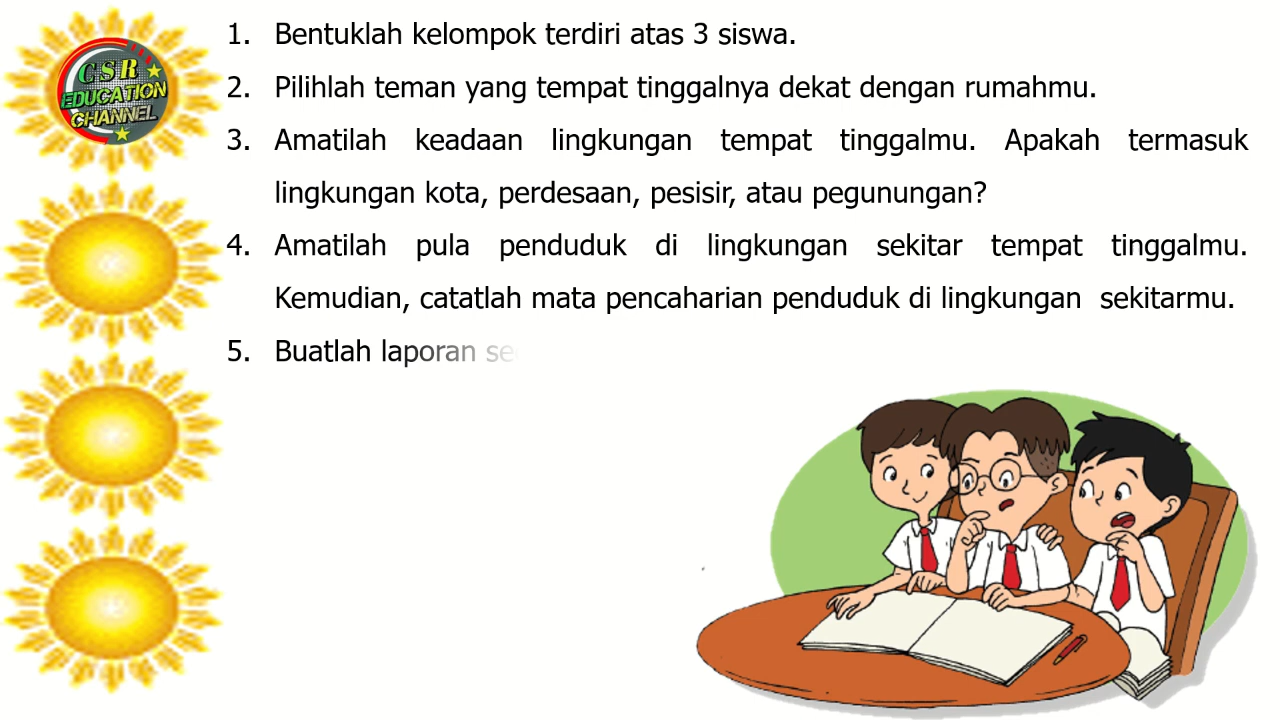 CSR
EDUCATION
CHANNEL
1. Bentuklah kelompok terdiri atas 3 siswa.
2. Pilihlah teman yang tempat tinggalnya dekat dengan rumahmu.
3. Amatilah keadaan lingkungan tempat tinggalmu. Apakah termasuk
lingkungan kota, perdesaan, pesisir, atau pegunungan?
4. Amatilah pula penduduk di lingkungan sekitar tempat tinggalmu.
Kemudian, catatlah mata pencaharian penduduk di lingkungan sekitarmu.
5. Buatlah laporan